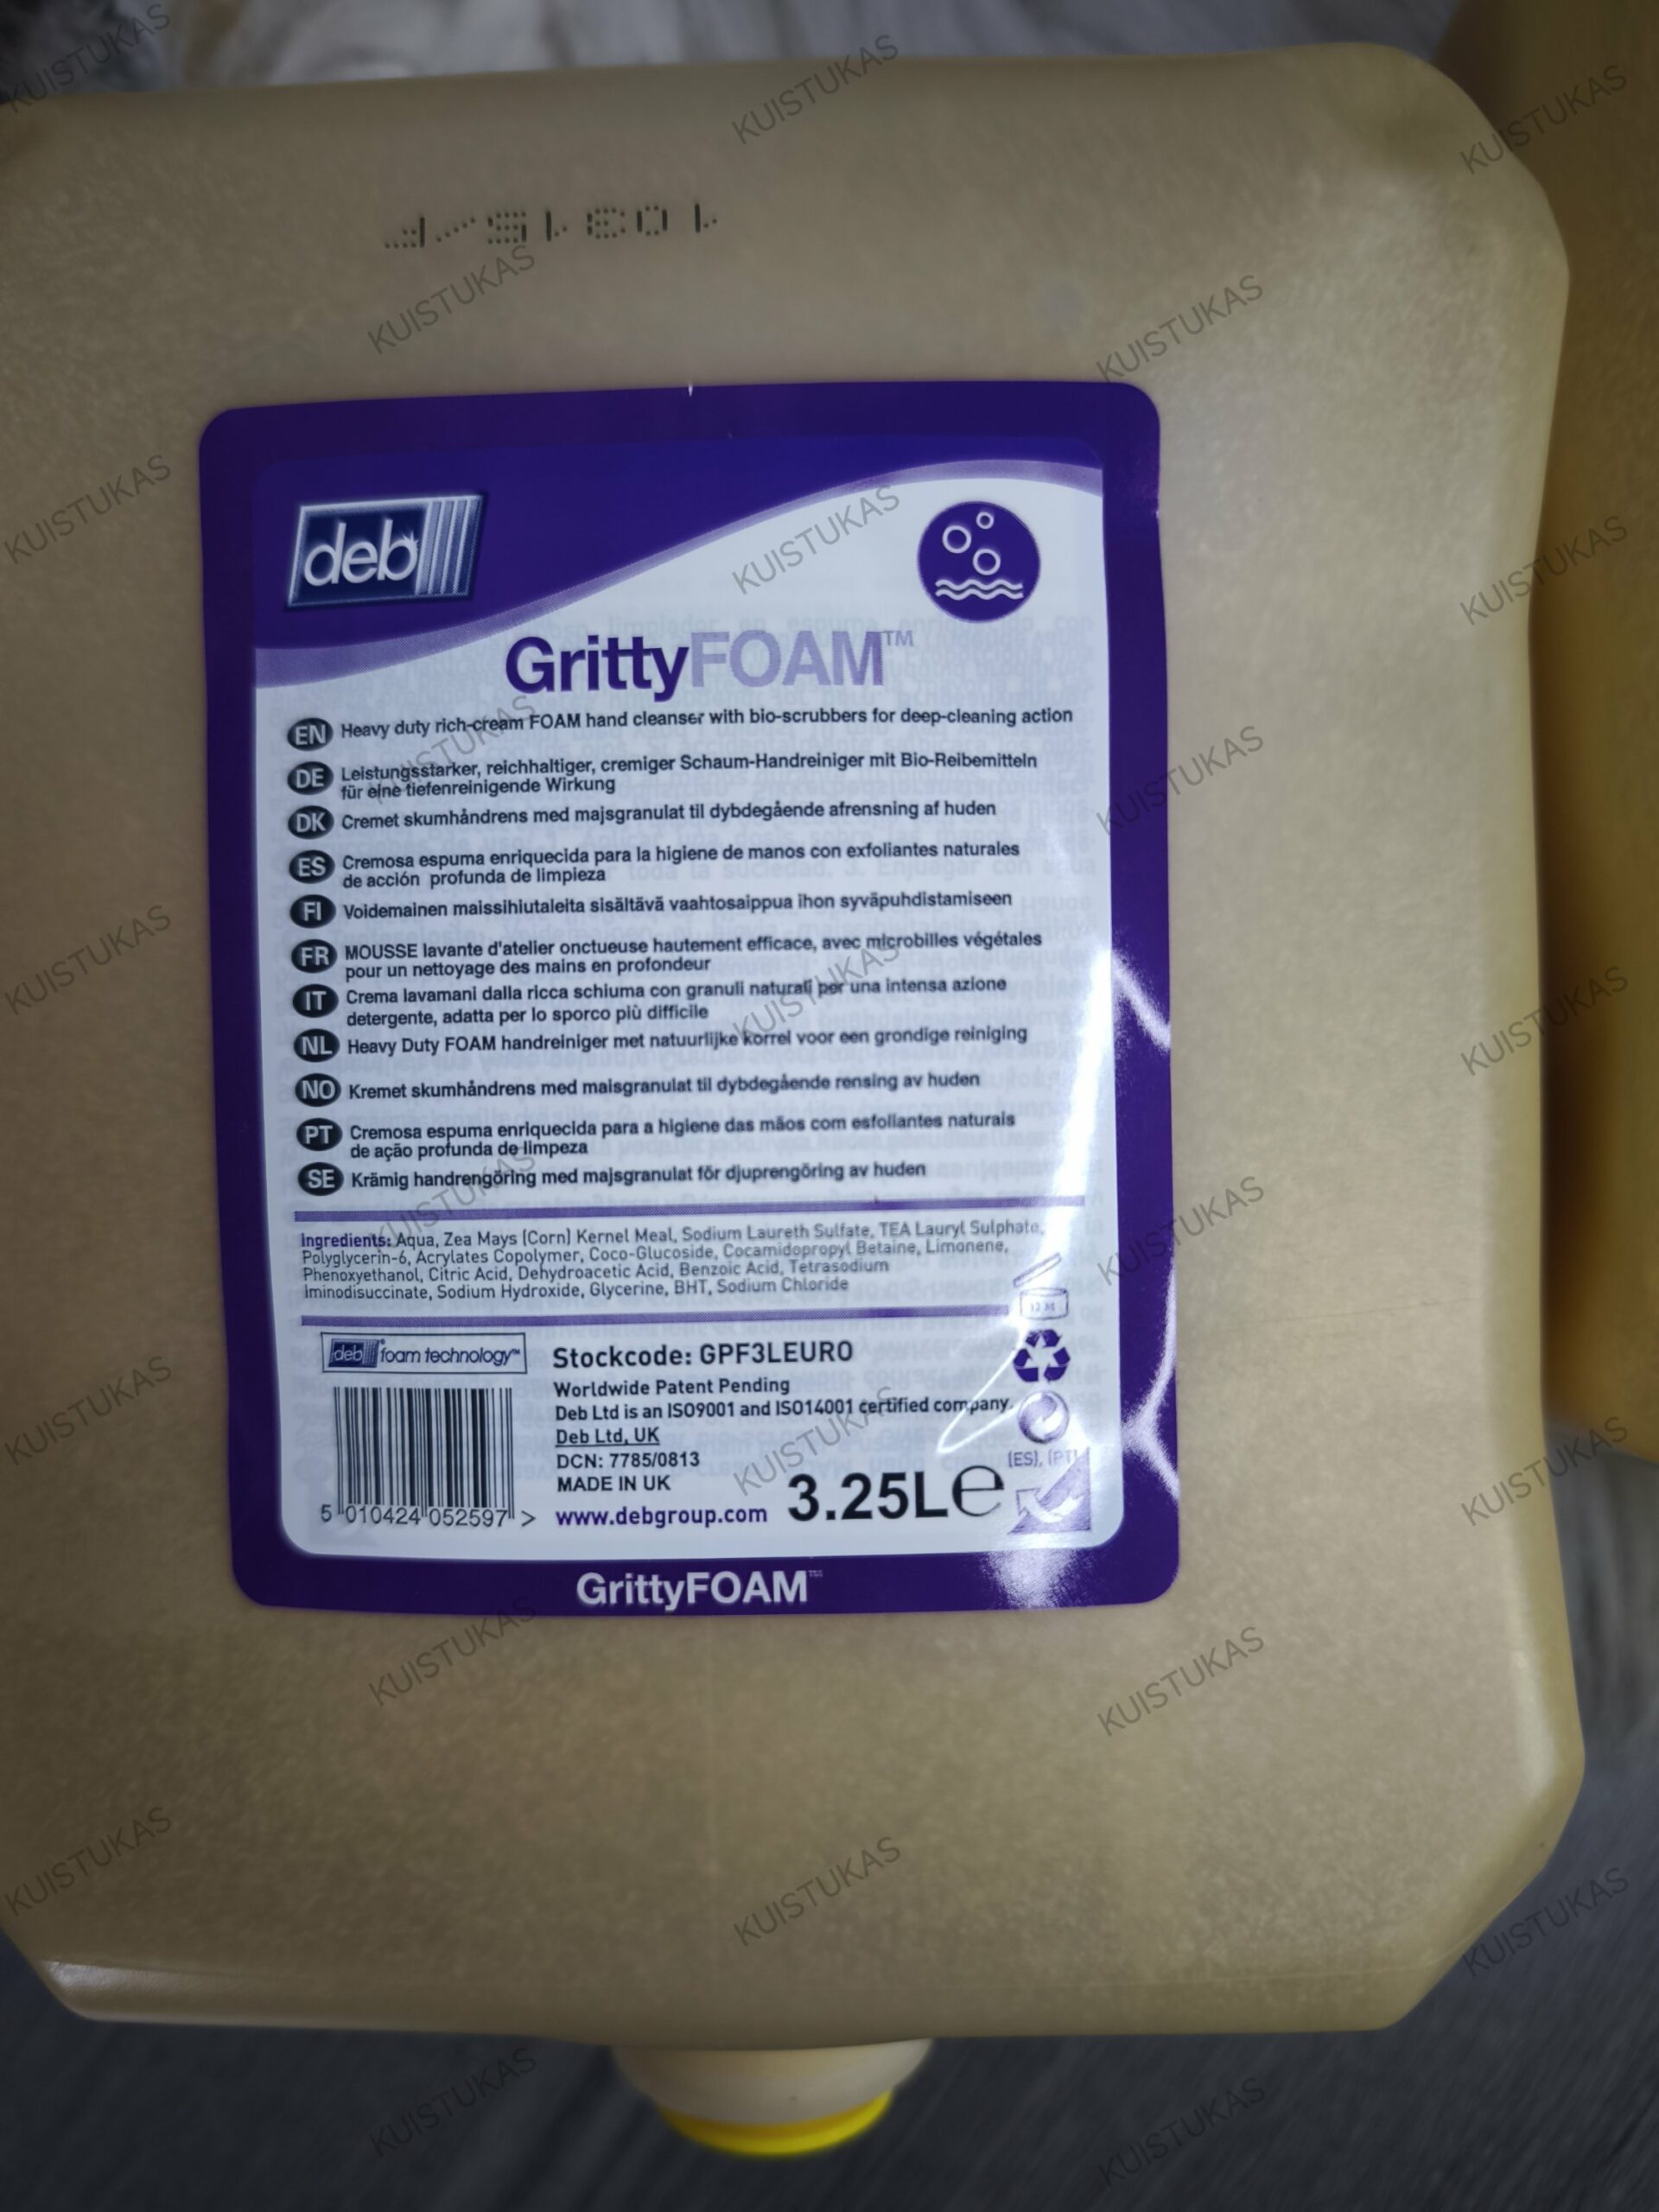 deb
GrittyFOAM™
EN Heavy duty rich-cream FOAM hand cleanser with bio-scrubbers for deep-cleaning action
DE Leistungsstarker, reichhaltiger, cremiger Schaum-Handreiniger mit Bio-Reibemitteln
für eine tiefenreinigende Wirkung
DK Cremet skumhåndrens med majsgranulat til dybdegående afrensning af huden
ES Cremosa espuma enriquecida para la higiene de manos con exfoliantes naturales
de acción profunda de limpieza
FI Voidemainen maissihiutaleita sisältävä vaahtosaippua ihon syväpuhdistamiseen
FR MOUSSE lavante d'atelier onctueuse hautement efficace, avec microbilles végétales
pour un nettoyage des mains en profondeur
IT Crema lavamani dalla ricca schiuma con granuli naturali per una intensa azione
detergente, adatta per lo sporco più difficile
NL Heavy Duty FOAM handreiniger met natuurlijke korrel voor een grondige reiniging
NO Kremet skumhåndrens med maisgranulat til dybdegående rensing av huden
PT Cremosa espuma enriquecida para a higiene das mãos com esfoliantes naturais
de ação profunda de limpeza
SE Krämig handrengöring med majsgranulat för djuprengöring av huden
Ingredients: Aqua, Zea Mays (Corn) Kernel Meal, Sodium Laureth Sulfate, TEA Lauryl Sulphate,
Polyglycerin-6, Acrylates Copolymer, Coco-Glucoside, Cocamidopropyl Betaine, Limonene,
Phenoxyethanol, Citric Acid, Dehydroacetic Acid, Benzoic Acid, Tetrasodium
Iminodisuccinate, Sodium Hydroxide, Glycerine, BHT, Sodium Chloride
12 M
deb foam technology™
Stockcode: GPF3LEURO
Worldwide Patent Pending
Deb Ltd is an ISO9001 and ISO14001 certified company.
Deb Ltd, UK
DCN: 7785/0813
MADE IN UK
(ES), (PT)
www.debgroup.com
3.25L e
5 010424 052597 >
GrittyFOAM™
KUISTUKAS